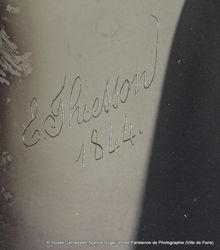 E. Thiesson
1844.
© Musée Carnavalet/ Agence Roger-Viollet/ Parisienne de Photographie (Ville de Paris)